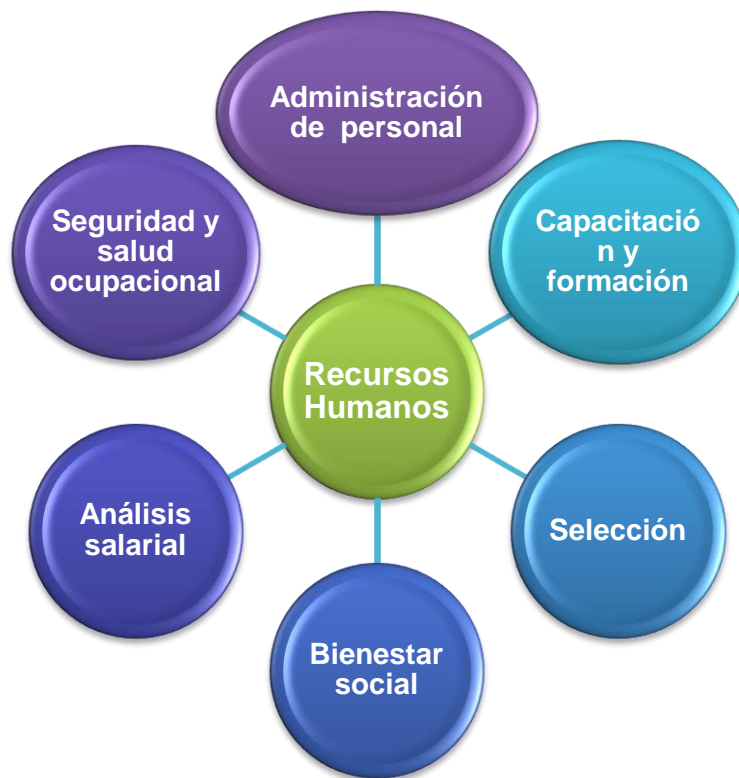 Administración
de personal
Capacitació
n y
formación
Seguridad y
salud
ocupacional
Recursos
Humanos
Selección
Análisis
salarial
Bienestar
social